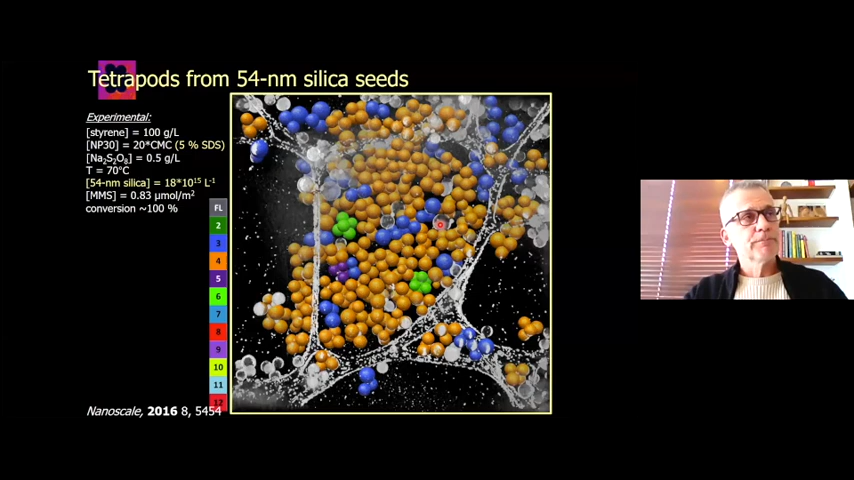 Tetrapods from 54-nm silica seeds
Experimental:
[styrene] = 100 g/L
[NP30] = 20*CMC (5 % SDS)
[Na₂S₂O₈] = 0.5 g/L
T = 70°C
[54-nm silica] = 18*10¹⁵ L⁻¹
[MMS] = 0.83 µmol/m²
conversion ~100 %
FL
2
3
4
5
6
7
8
9
10
11
12
Nanoscale, 2016 8, 5454